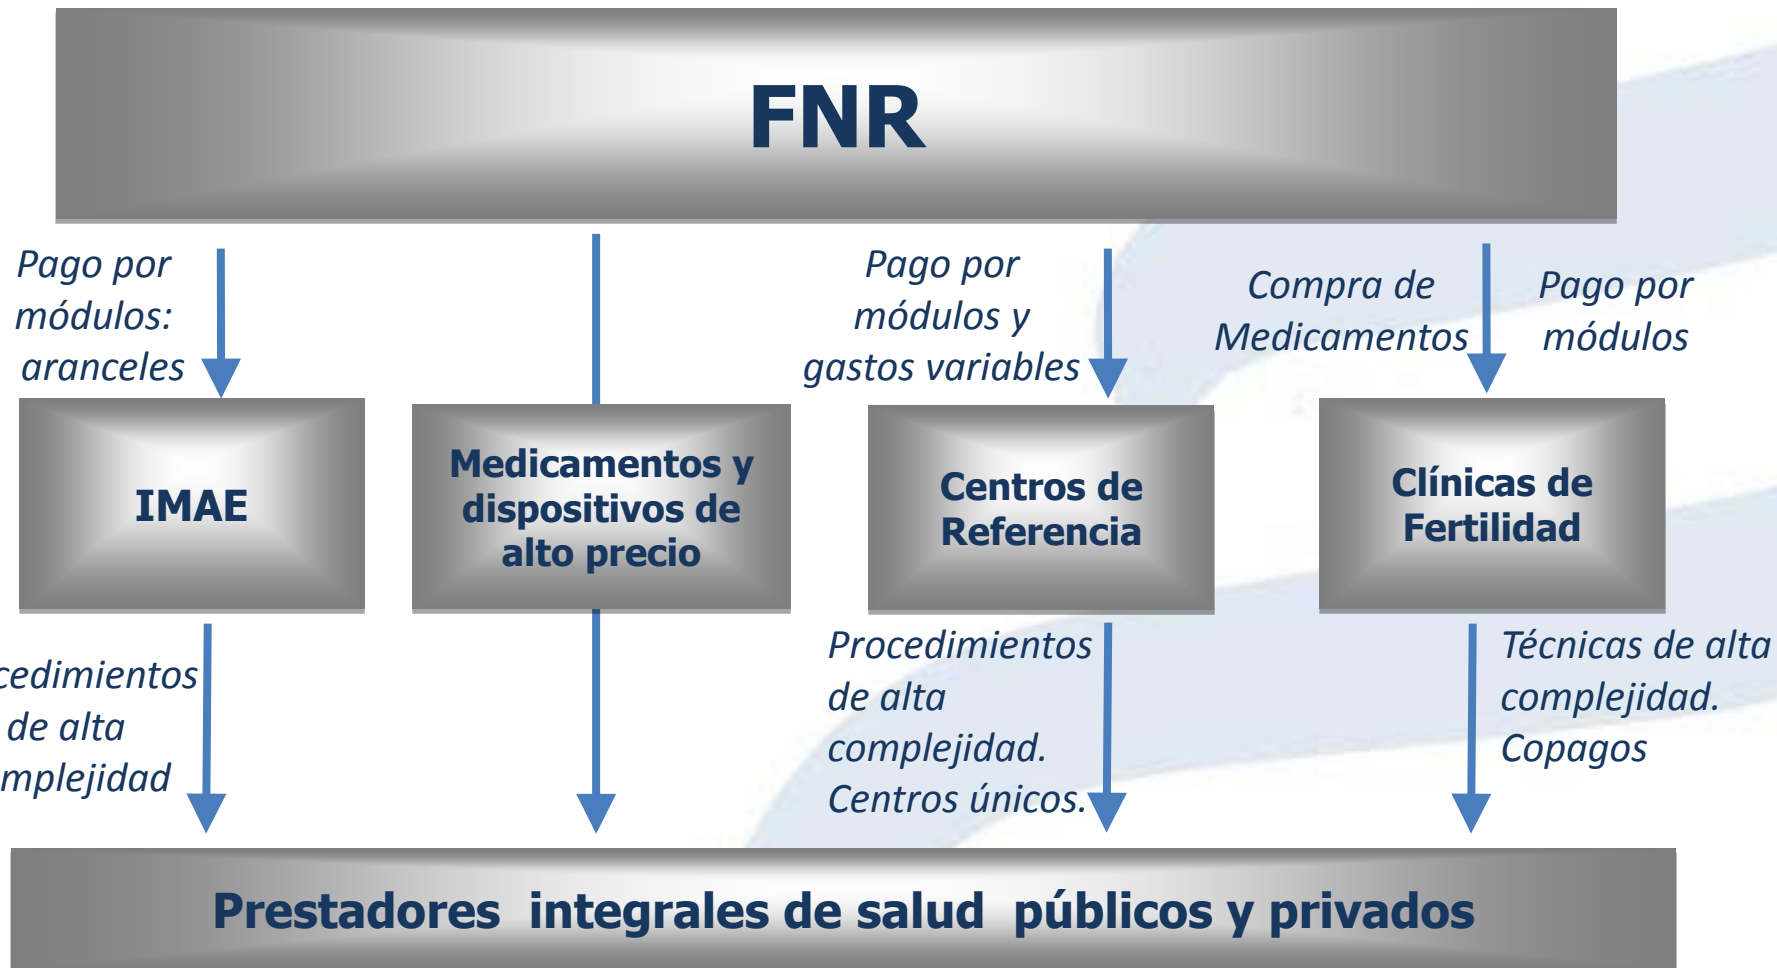 FNR
Pago por
módulos:
aranceles
Pago por
módulos y
gastos variables
Compra de
Medicamentos
Pago por
módulos
IMAE
Medicamentos y
dispositivos de
alto precio
Centros de
Referencia
Clínicas de
Fertilidad
cedimientos
de alta
mplejidad
Procedimientos
de alta
complejidad.
Centros únicos.
Técnicas de alta
complejidad.
Copagos
Prestadores integrales de salud públicos y privados